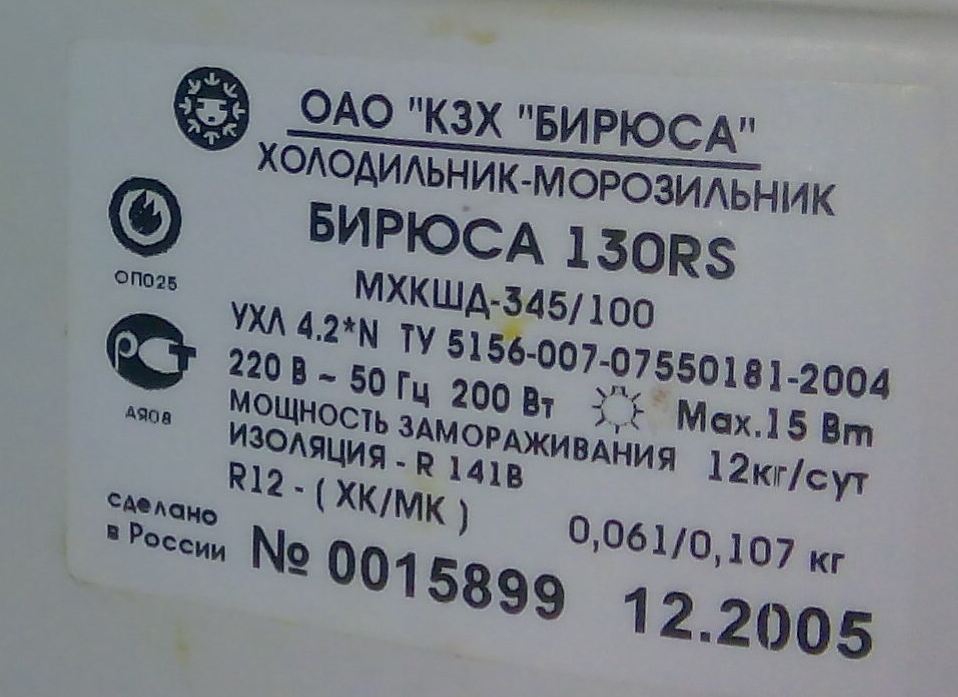 ОАО "КЗХ "БИРЮСА"
ХОЛОДИЛЬНИК-МОРОЗИЛЬНИК
БИРЮСА 130RS
МХКШД-345/100
ОП025
УХЛ 4.2*N ТУ 5156-007-07550181-2004
220 В ~ 50 Гц 200 Вт Max.15 Вт
РСТ
АЯ08
МОЩНОСТЬ ЗАМОРАЖИВАНИЯ 12кг/сут
ИЗОЛЯЦИЯ - R 141B
R12 - ( ХК/МК ) 0,061/0,107 кг
сделано
в России
№ 0015899 12.2005